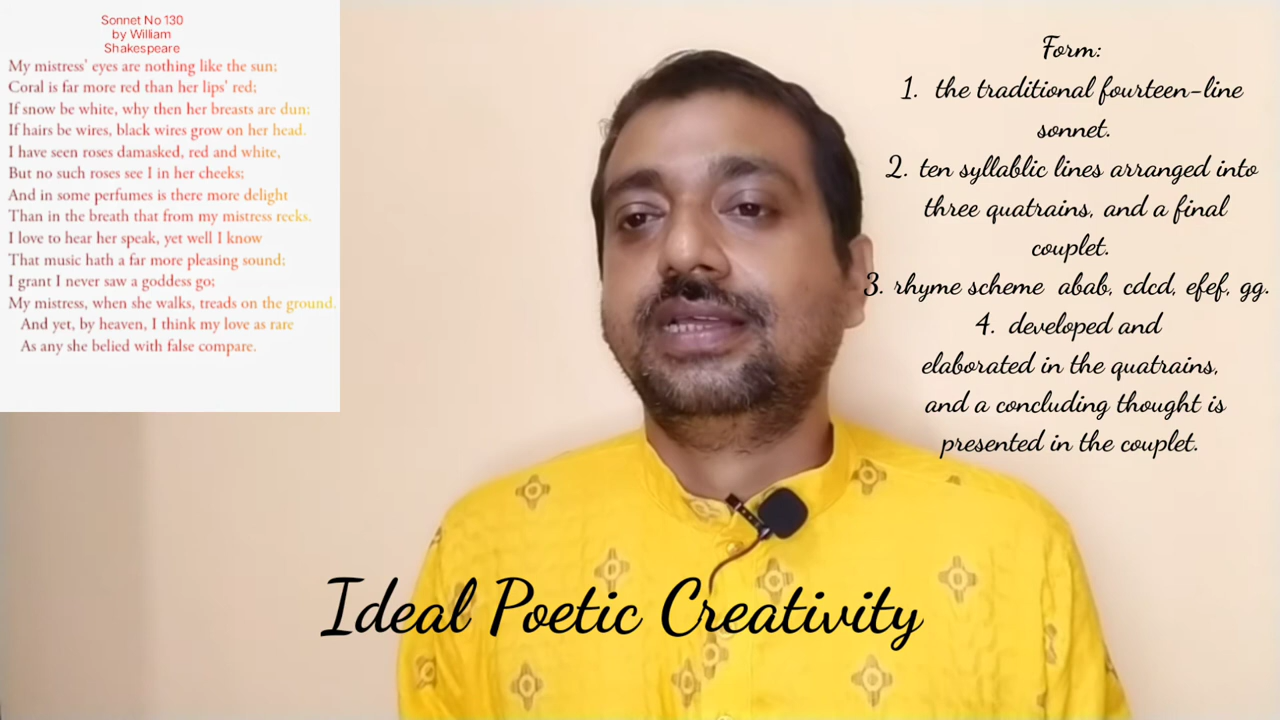 Sonnet No 130
by William
Shakespeare
My mistress' eyes are nothing like the sun;
Coral is far more red than her lips' red;
If snow be white, why then her breasts are dun;
If hairs be wires, black wires grow on her head.
I have seen roses damasked, red and white,
But no such roses see I in her cheeks;
And in some perfumes is there more delight
Than in the breath that from my mistress reeks.
I love to hear her speak, yet well I know
That music hath a far more pleasing sound;
I grant I never saw a goddess go;
My mistress, when she walks, treads on the ground.
And yet, by heaven, I think my love as rare
As any she belied with false compare.
Form:
1. the traditional fourteen-line
sonnet.
2. ten syllablic lines arranged into
three quatrains, and a final
couplet.
3. rhyme scheme abab, cdcd, efef, gg.
4. developed and
elaborated in the quatrains,
and a concluding thought is
presented in the couplet.
Ideal Poetic Creativity